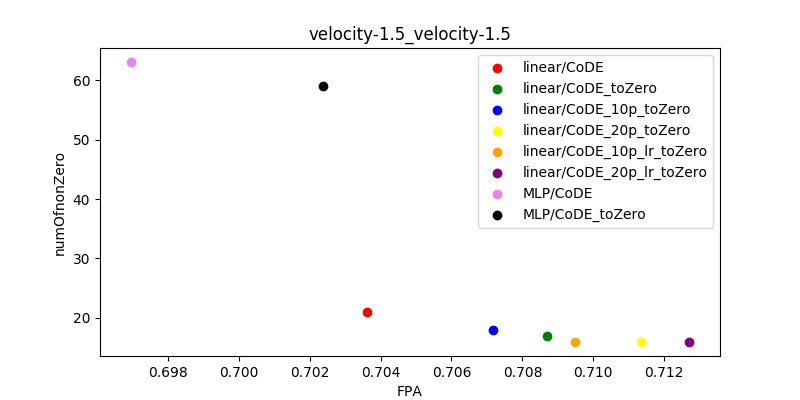 velocity-1.5_velocity-1.5
linear/CoDE
linear/CoDE_toZero
linear/CoDE_10p_toZero
linear/CoDE_20p_toZero
linear/CoDE_10p_lr_toZero
linear/CoDE_20p_lr_toZero
MLP/CoDE
MLP/CoDE_toZero
numOfnonZero
60
50
40
30
20
0.698 0.700 0.702 0.704 0.706 0.708 0.710 0.712
FPA